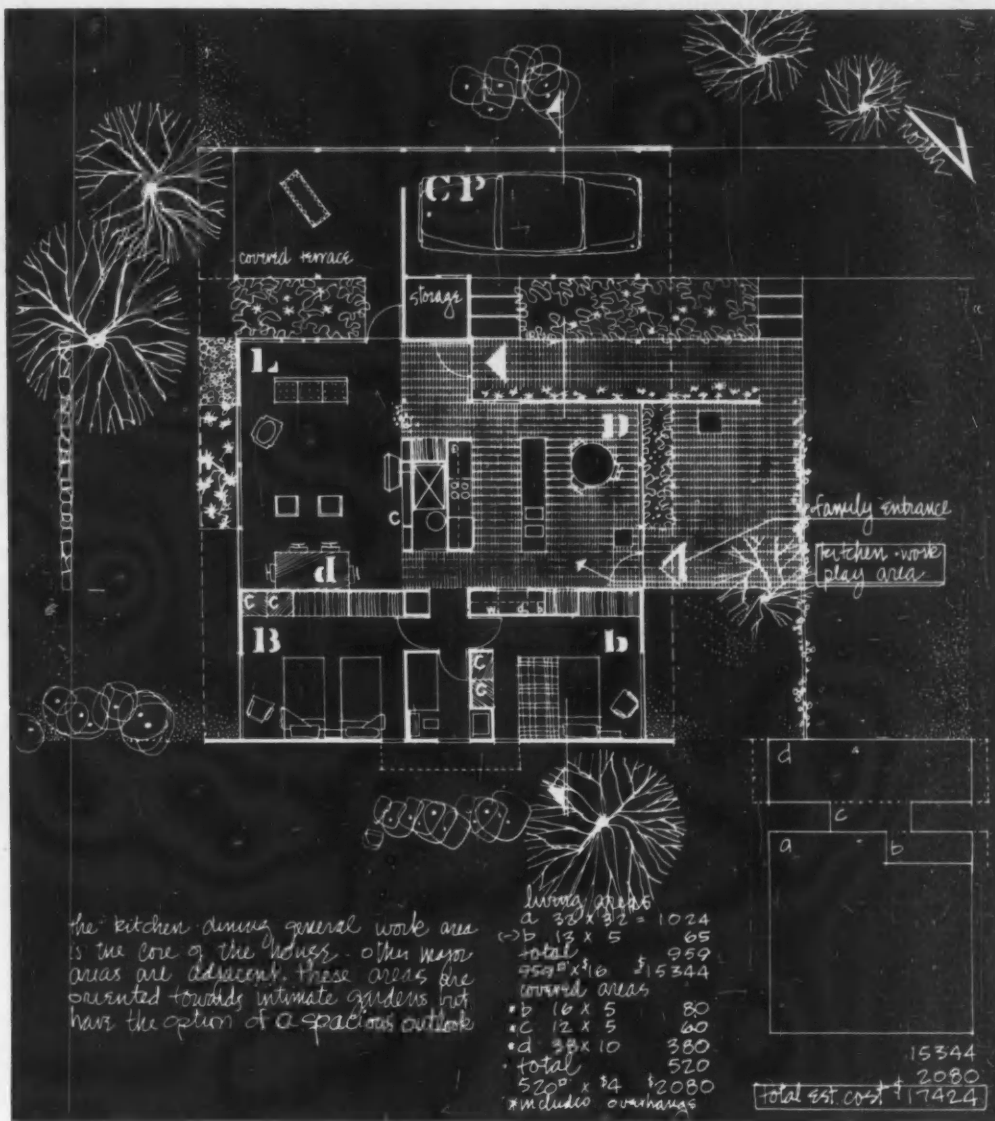 north
CP
covered terrace
storage
L
D
C
family entrance
kitchen-work
play area
d
C C
w d b
B
b
C
C
d
c
a
b
the kitchen-dining general work area
is the core of the house. other major
areas are adjacent. these areas are
oriented towards intimate gardens but
have the option of a spacious outlook
living areas
a 32 x 32 = 1024
(-) b 13 x 5 65
total 959
959□ x $16 $15344
covered areas
*b 16 x 5 80
*c 12 x 5 60
*d 38 x 10 380
total 520
520□ x $4 $2080
*includes overhangs
15344
2080
total est. cost $17424